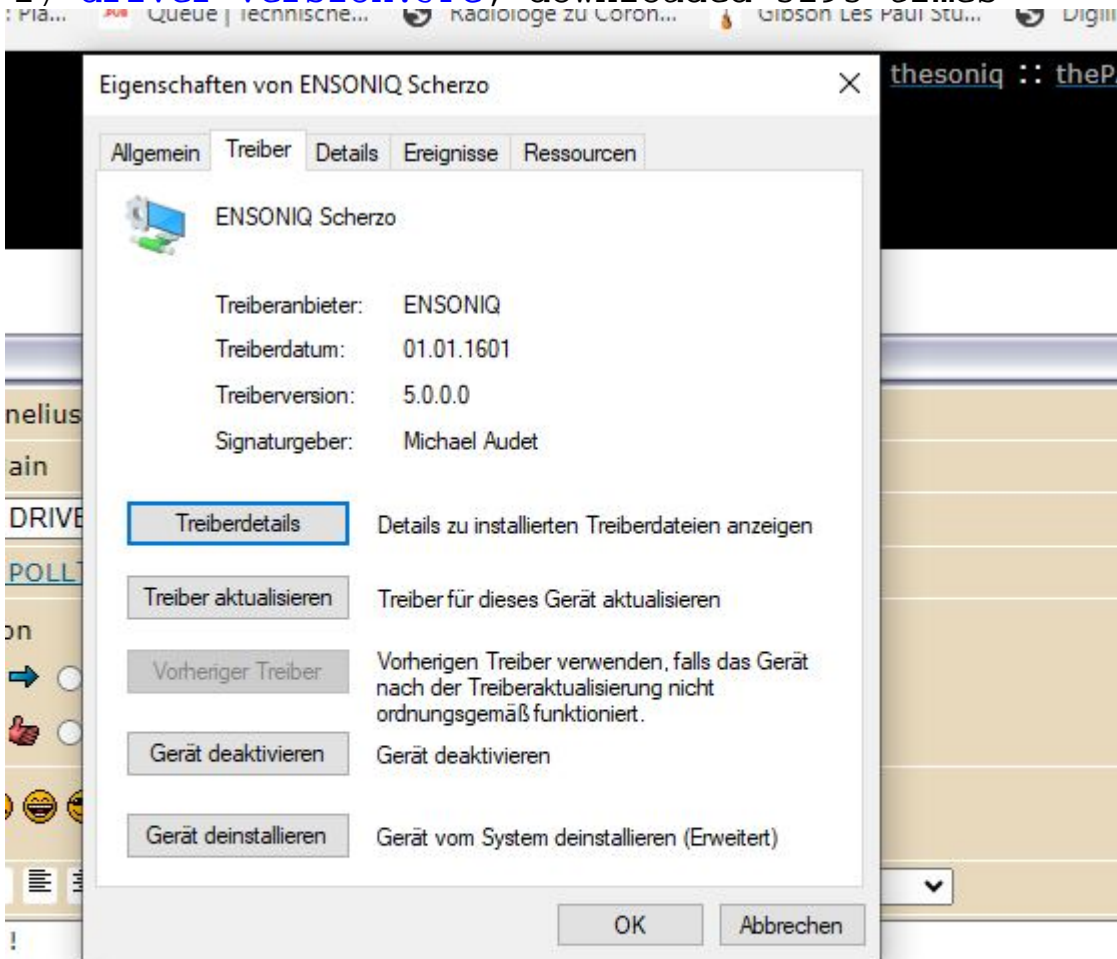 Queue | Technische...
Radiologe zu Coron...
Gibson Les Paul Stu...
Eigenschaften von ENSONIQ Scherzo
thesoniq :: theP
Allgemein Treiber Details Ereignisse Ressourcen
ENSONIQ Scherzo
Treiberanbieter: ENSONIQ
Treiberdatum: 01.01.1601
Treiberversion: 5.0.0.0
nelius
Signaturgeber: Michael Audet
ain
DRIVE
Treiberdetails Details zu installierten Treiberdateien anzeigen
POLL
Treiber aktualisieren Treiber für dieses Gerät aktualisieren
on
Vorheriger Treiber Vorherigen Treiber verwenden, falls das Gerät
nach der Treiberaktualisierung nicht
ordnungsgemäß funktioniert.
Gerät deaktivieren Gerät deaktivieren
Gerät deinstallieren Gerät vom System deinstallieren (Erweitert)
OK Abbrechen
!